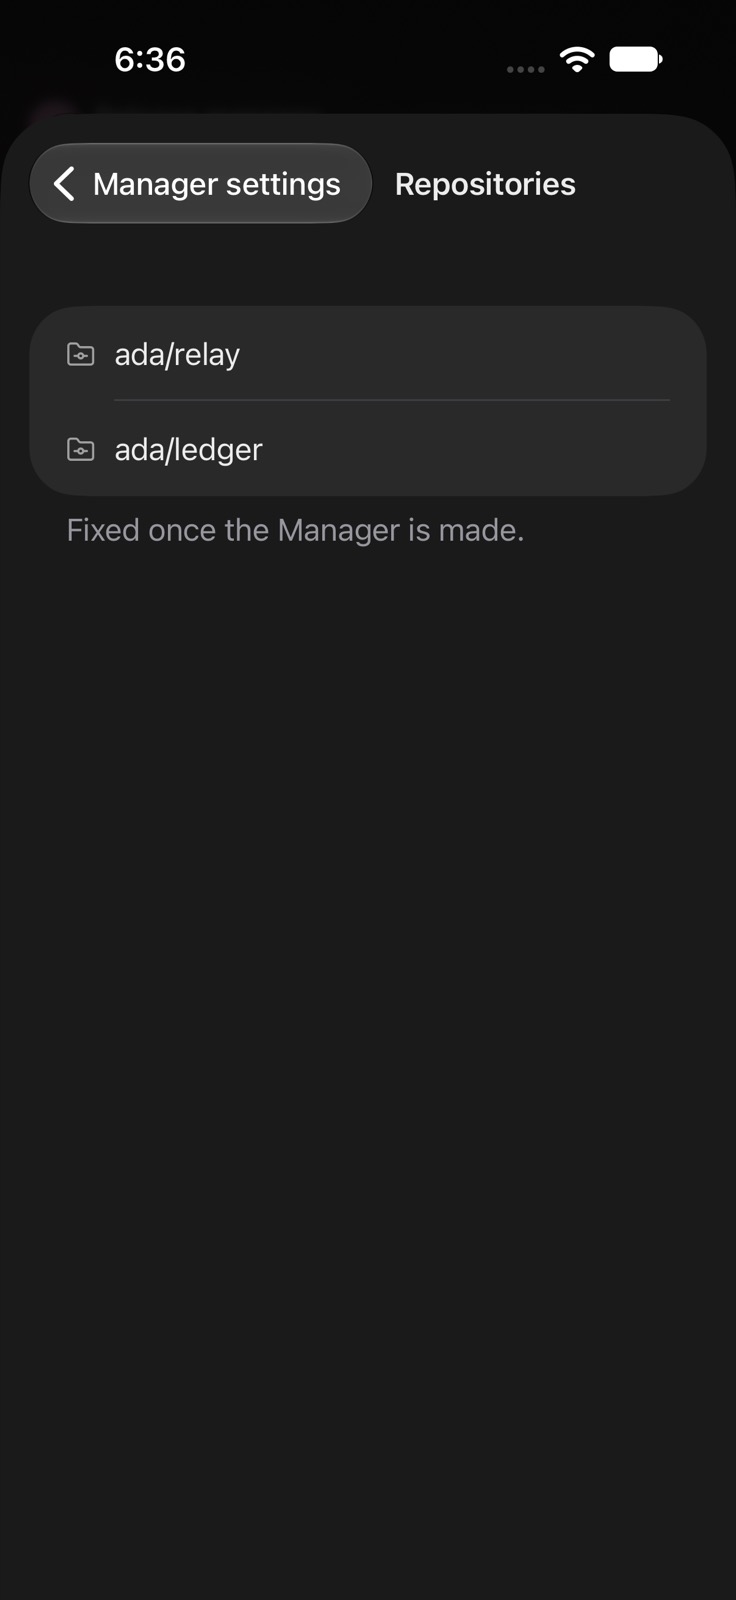 6:36
Manager settings
Repositories
ada/relay
ada/ledger
Fixed once the Manager is made.